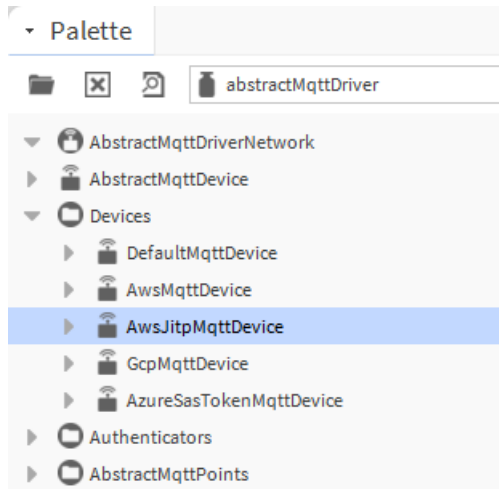 Palette
abstractMqttDriver
AbstractMqttDriverNetwork
AbstractMqttDevice
Devices
DefaultMqttDevice
AwsMqttDevice
AwsJitpMqttDevice
GcpMqttDevice
AzureSasTokenMqttDevice
Authenticators
AbstractMqttPoints